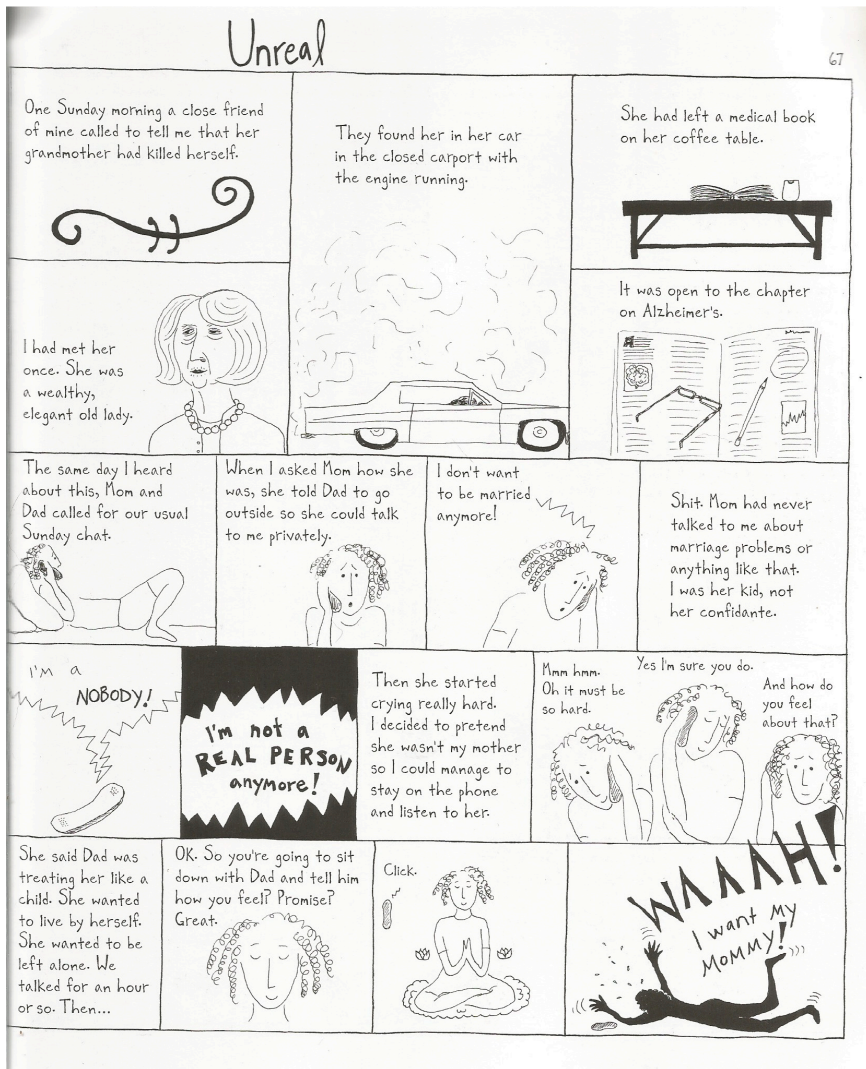 Unreal
67
One Sunday morning a close friend
of mine called to tell me that her
grandmother had killed herself.
They found her in her car
in the closed carport with
the engine running.
She had left a medical book
on her coffee table.
I had met her
once. She was
a wealthy,
elegant old lady.
It was open to the chapter
on Alzheimer's.
The same day I heard
about this, Mom and
Dad called for our usual
Sunday chat.
When I asked Mom how she
was, she told Dad to go
outside so she could talk
to me privately.
I don't want
to be married
anymore!
Shit. Mom had never
talked to me about
marriage problems or
anything like that.
I was her kid, not
her confidante.
I'm a
NOBODY!
I'm not a
REAL PERSON
anymore!
Then she started
crying really hard.
I decided to pretend
she wasn't my mother
so I could manage to
stay on the phone
and listen to her.
Mmm hmm.
Oh it must be
so hard.
Yes I'm sure you do.
And how do
you feel
about that?
She said Dad was
treating her like a
child. She wanted
to live by herself.
She wanted to be
left alone. We
talked for an hour
or so. Then...
OK. So you're going to sit
down with Dad and tell him
how you feel? Promise?
Great.
Click.
WAAAH!
I want my
MOMMY!